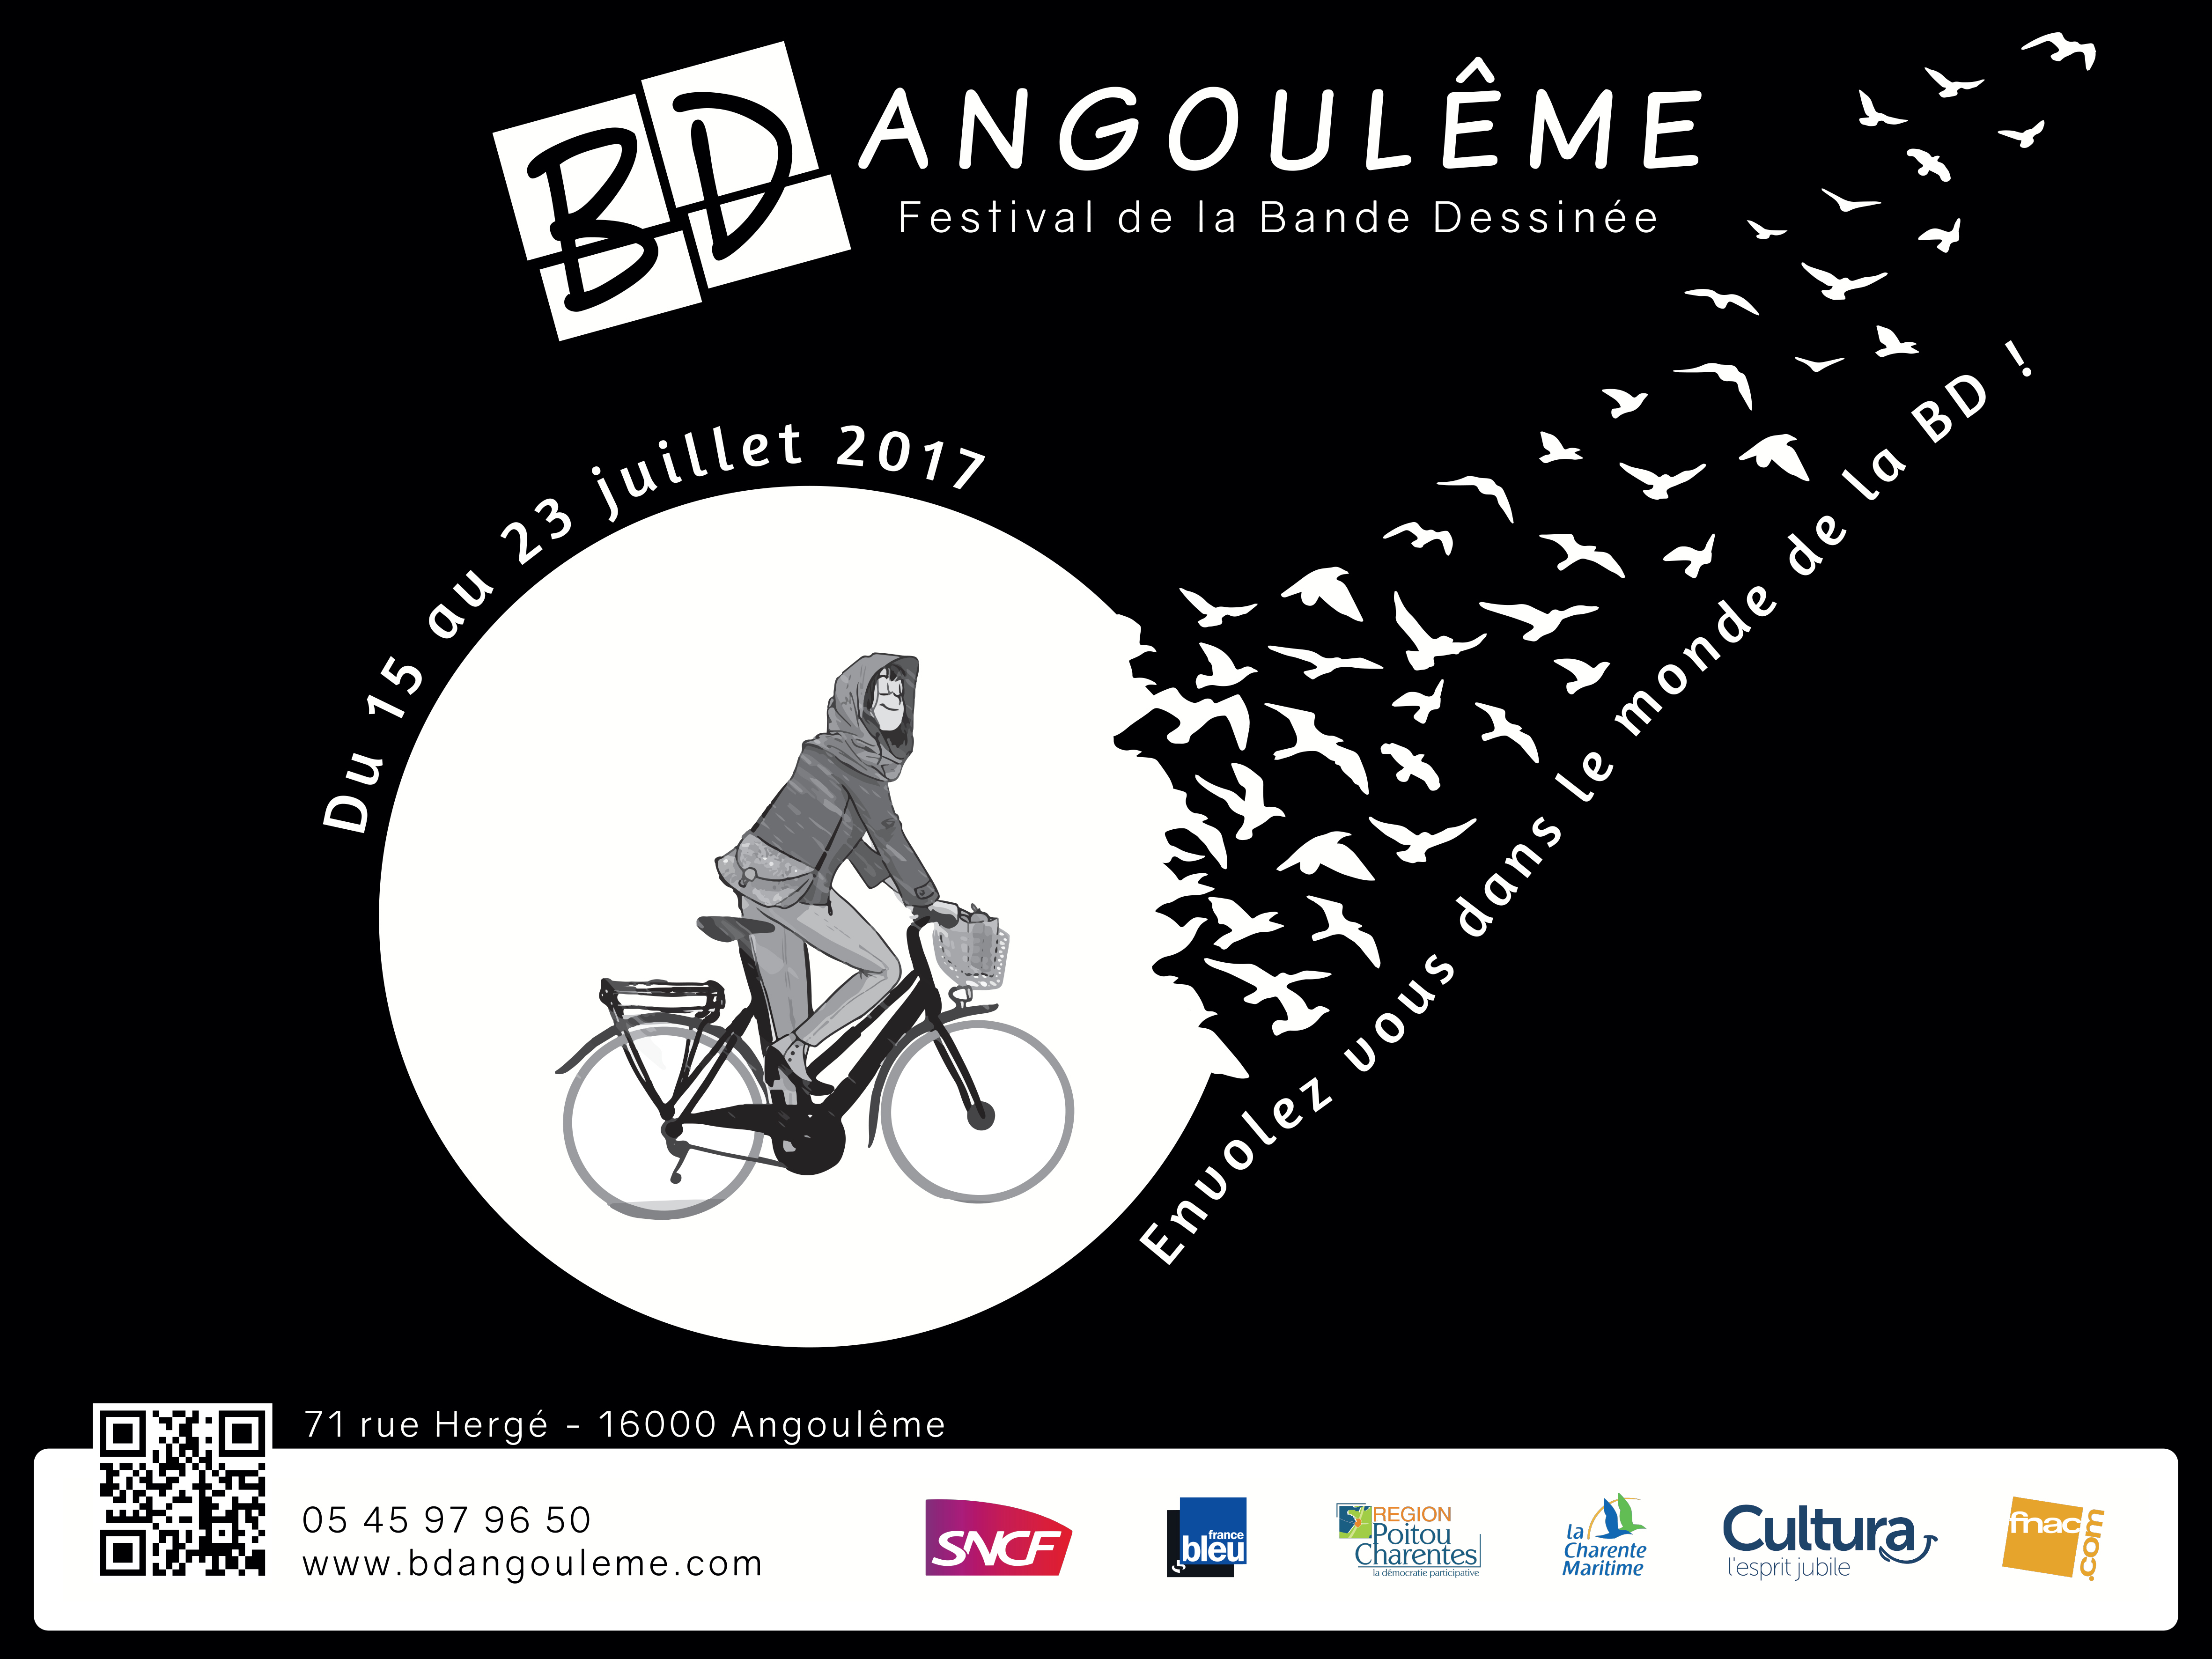 BD
ANGOULÊME
Festival de la Bande Dessinée
Du 15 au 23 juillet 2017
Envolez vous dans le monde de la BD !
71 rue Hergé - 16000 Angoulême
05 45 97 96 50
www.bdangouleme.com
SNCF
france
bleu
REGION
Poitou
Charentes
la démocratie participative
la
Charente
Maritime
Cultura
l'esprit jubile
fnac
.com